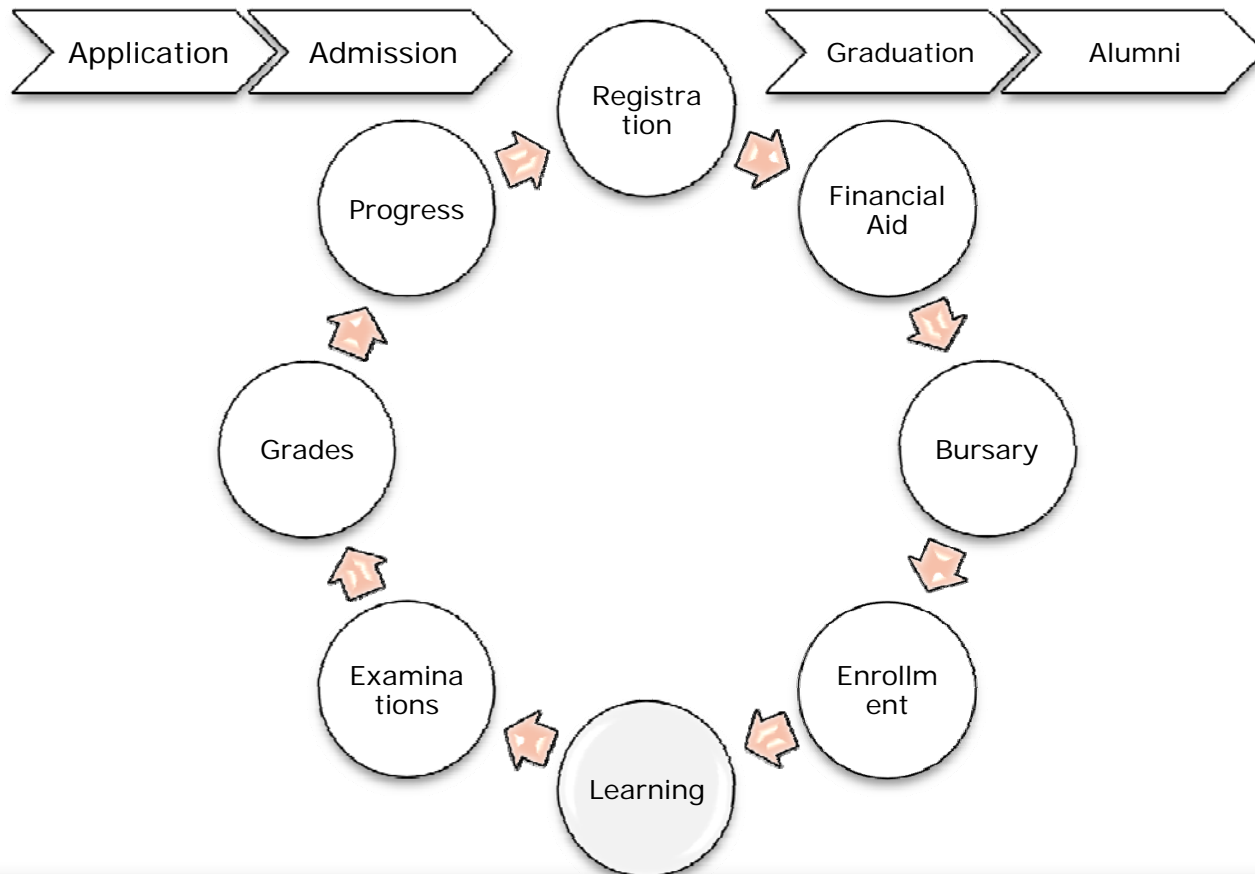 Application
Admission
Graduation
Alumni
Registra
tion
Financial
Aid
Bursary
Enrollm
ent
Learning
Examina
tions
Grades
Progress